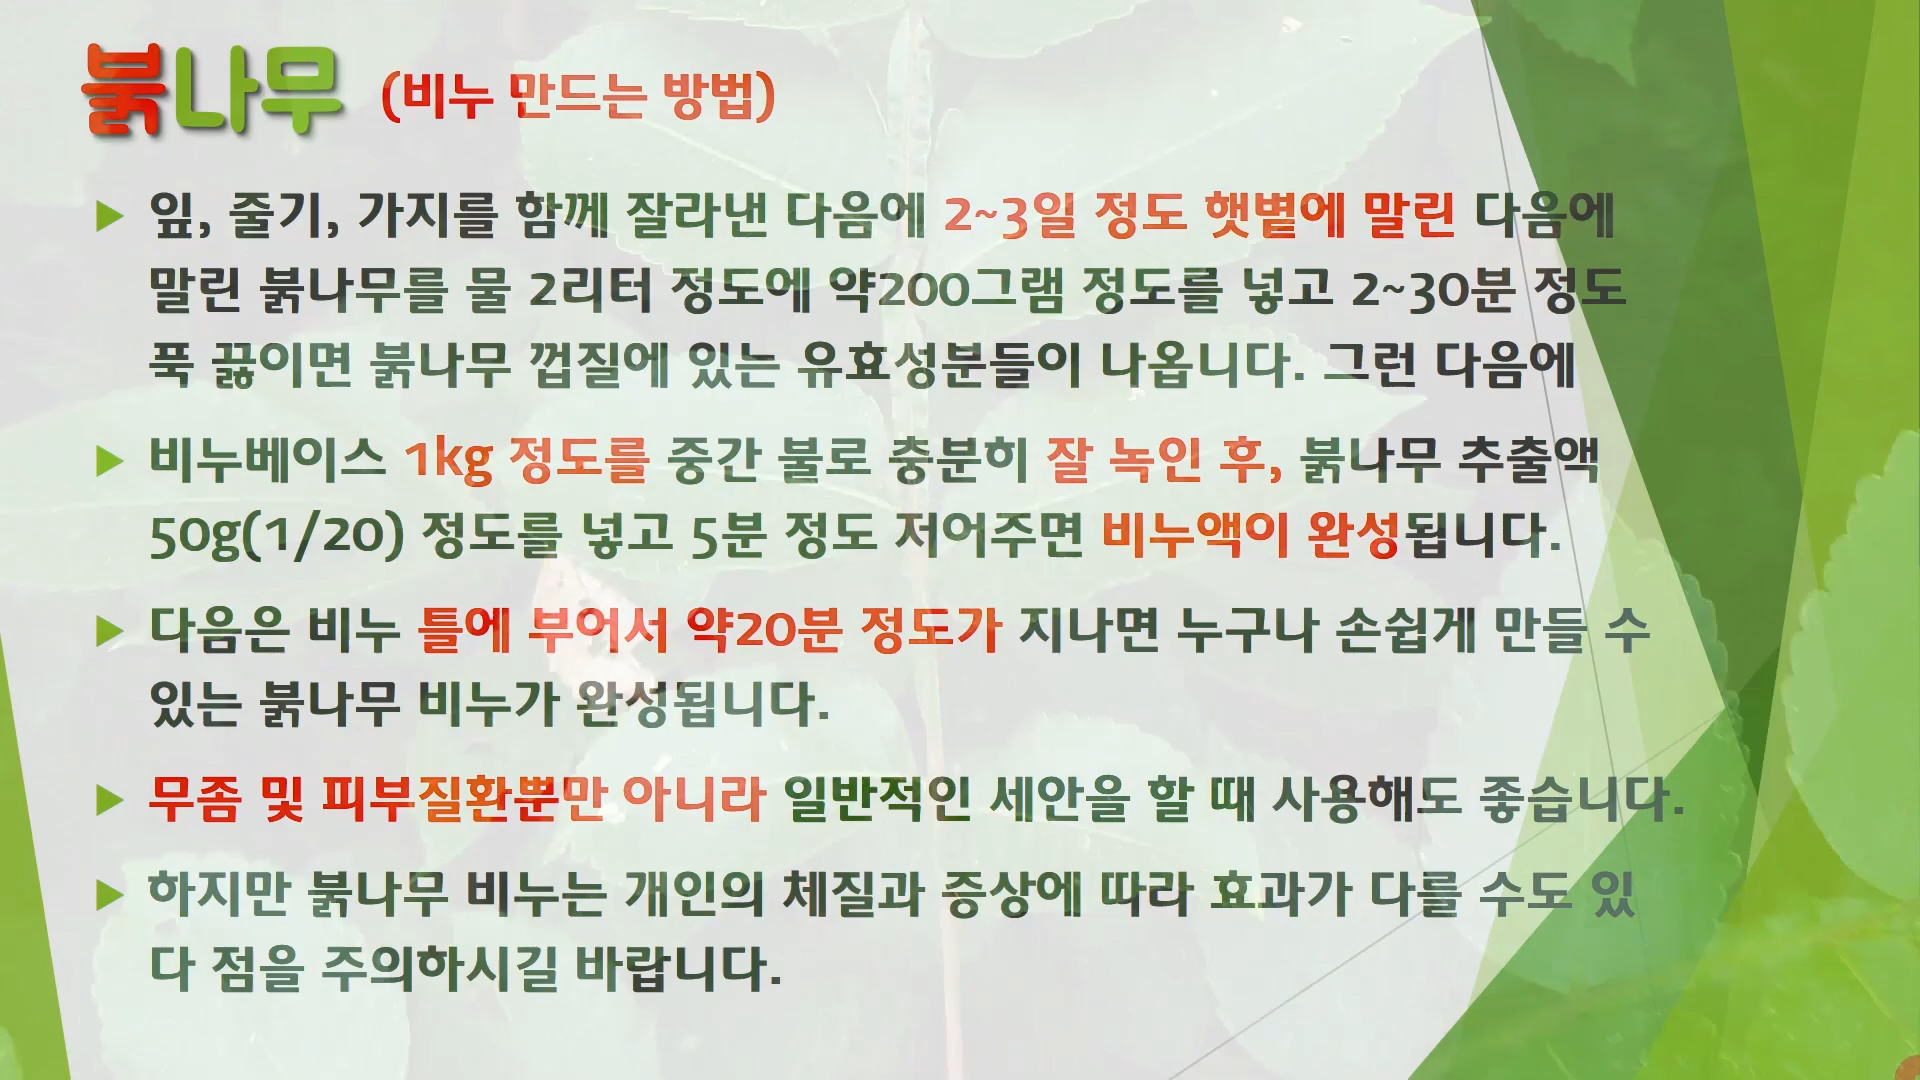 붉나무 (비누 만드는 방법)
잎, 줄기, 가지를 함께 잘라낸 다음에 2~3일 정도 햇볕에 말린 다음에
말린 붉나무를 물 2리터 정도에 약200그램 정도를 넣고 2~30분 정도
푹 끓이면 붉나무 껍질에 있는 유효성분들이 나옵니다. 그런 다음에
비누베이스 1kg 정도를 중간 불로 충분히 잘 녹인 후, 붉나무 추출액
50g(1/20) 정도를 넣고 5분 정도 저어주면 비누액이 완성됩니다.
다음은 비누 틀에 부어서 약20분 정도가 지나면 누구나 손쉽게 만들 수
있는 붉나무 비누가 완성됩니다.
무좀 및 피부질환뿐만 아니라 일반적인 세안을 할 때 사용해도 좋습니다.
하지만 붉나무 비누는 개인의 체질과 증상에 따라 효과가 다를 수도 있
다 점을 주의하시길 바랍니다.